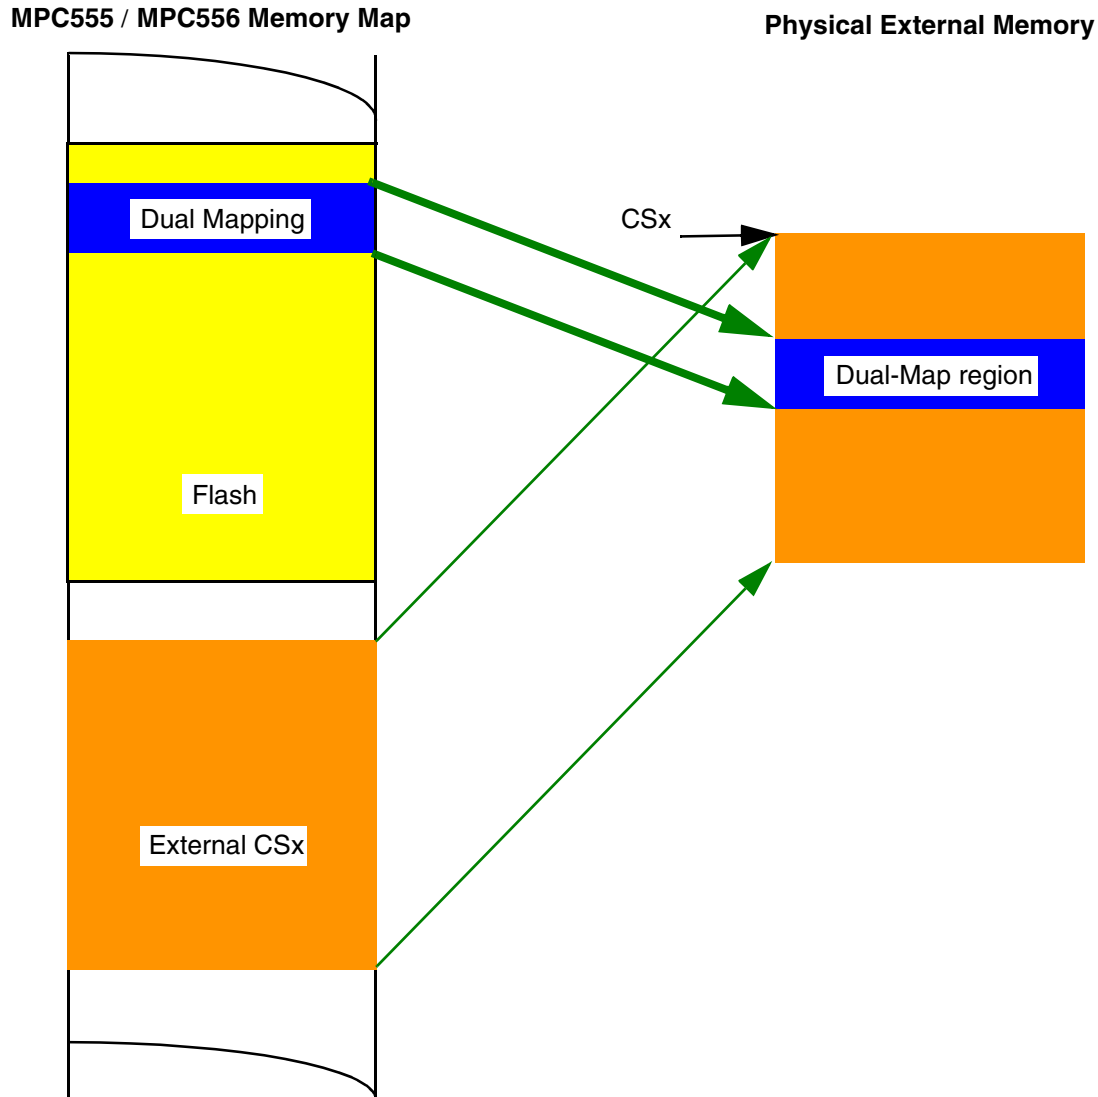 MPC555 / MPC556 Memory Map
Physical External Memory
Dual Mapping
CSx
Dual-Map region
Flash
External CSx